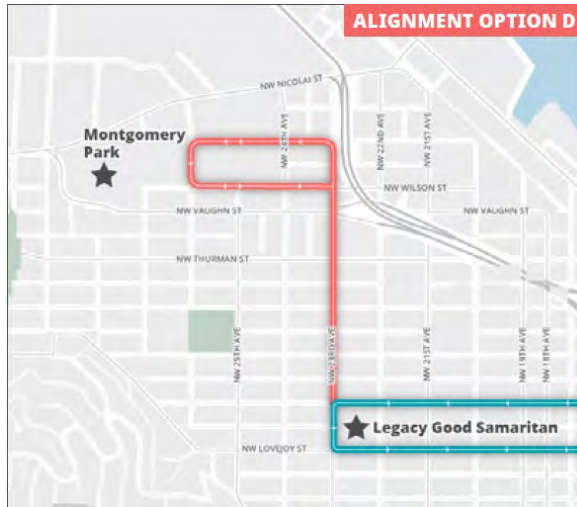 ALIGNMENT OPTION D
NW NICOLAI ST
Montgomery
Park
NW 24TH AVE
NW 22ND AVE
NW 21ST AVE
NW WILSON ST
NW VAUGHN ST
NW VAUGHN ST
NW THURMAN ST
NW 25TH AVE
NW 23RD AVE
NW 21ST AVE
NW 19TH AVE
NW 18TH AVE
Legacy Good Samaritan
NW LOVEJOY ST